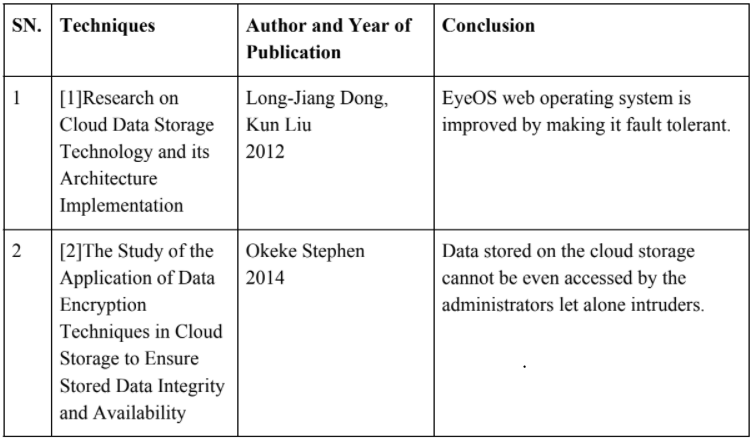 SN.
Techniques
Author and Year of
Publication
Conclusion
1
[1]Research on
Cloud Data Storage
Technology and its
Architecture
Implementation
Long-Jiang Dong,
Kun Liu
2012
EyeOS web operating system is
improved by making it fault tolerant.
2
[2]The Study of the
Application of Data
Encryption
Techniques in Cloud
Storage to Ensure
Stored Data Integrity
and Availability
Okeke Stephen
2014
Data stored on the cloud storage
cannot be even accessed by the
administrators let alone intruders.
.